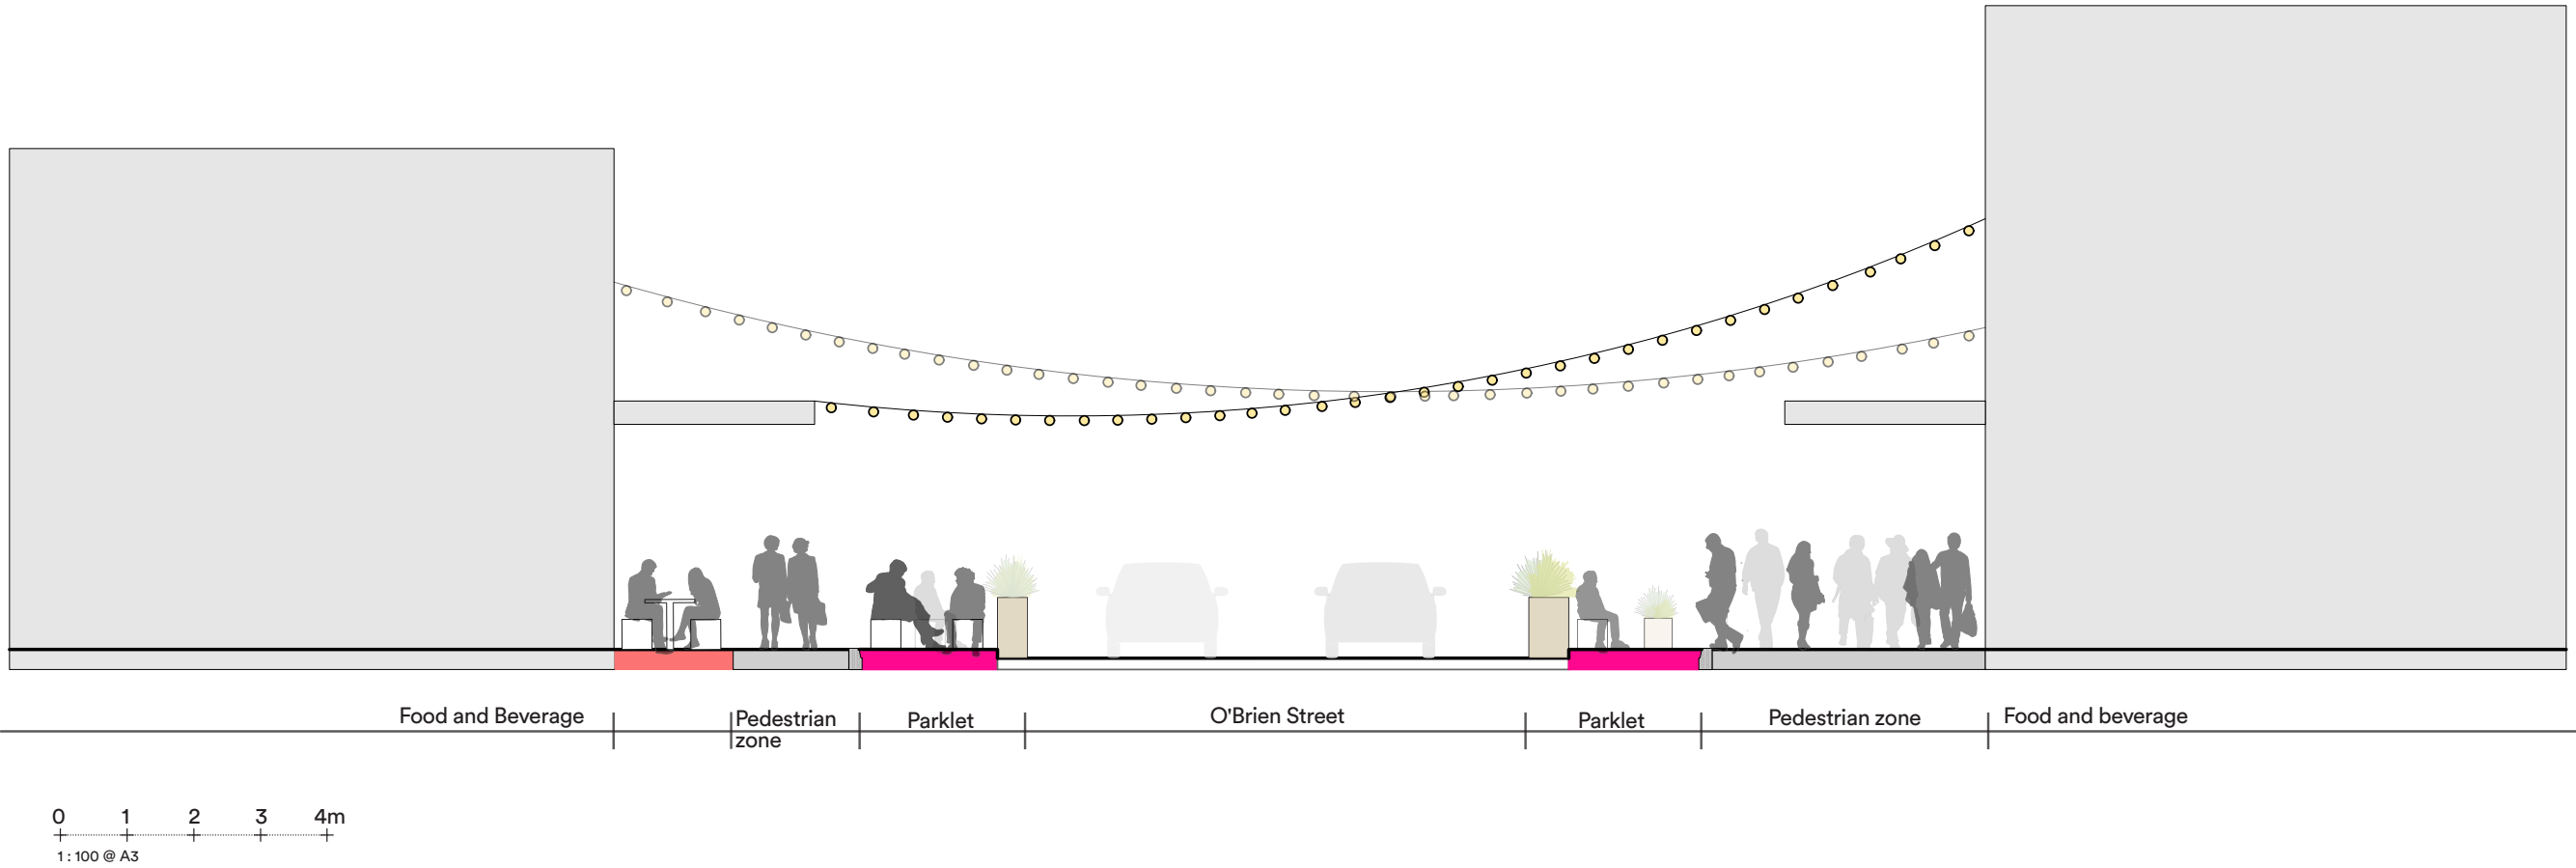 Food and Beverage
Pedestrian
zone
Parklet
O'Brien Street
Parklet
Pedestrian zone
Food and beverage
0 1 2 3 4m
1 : 100 @ A3